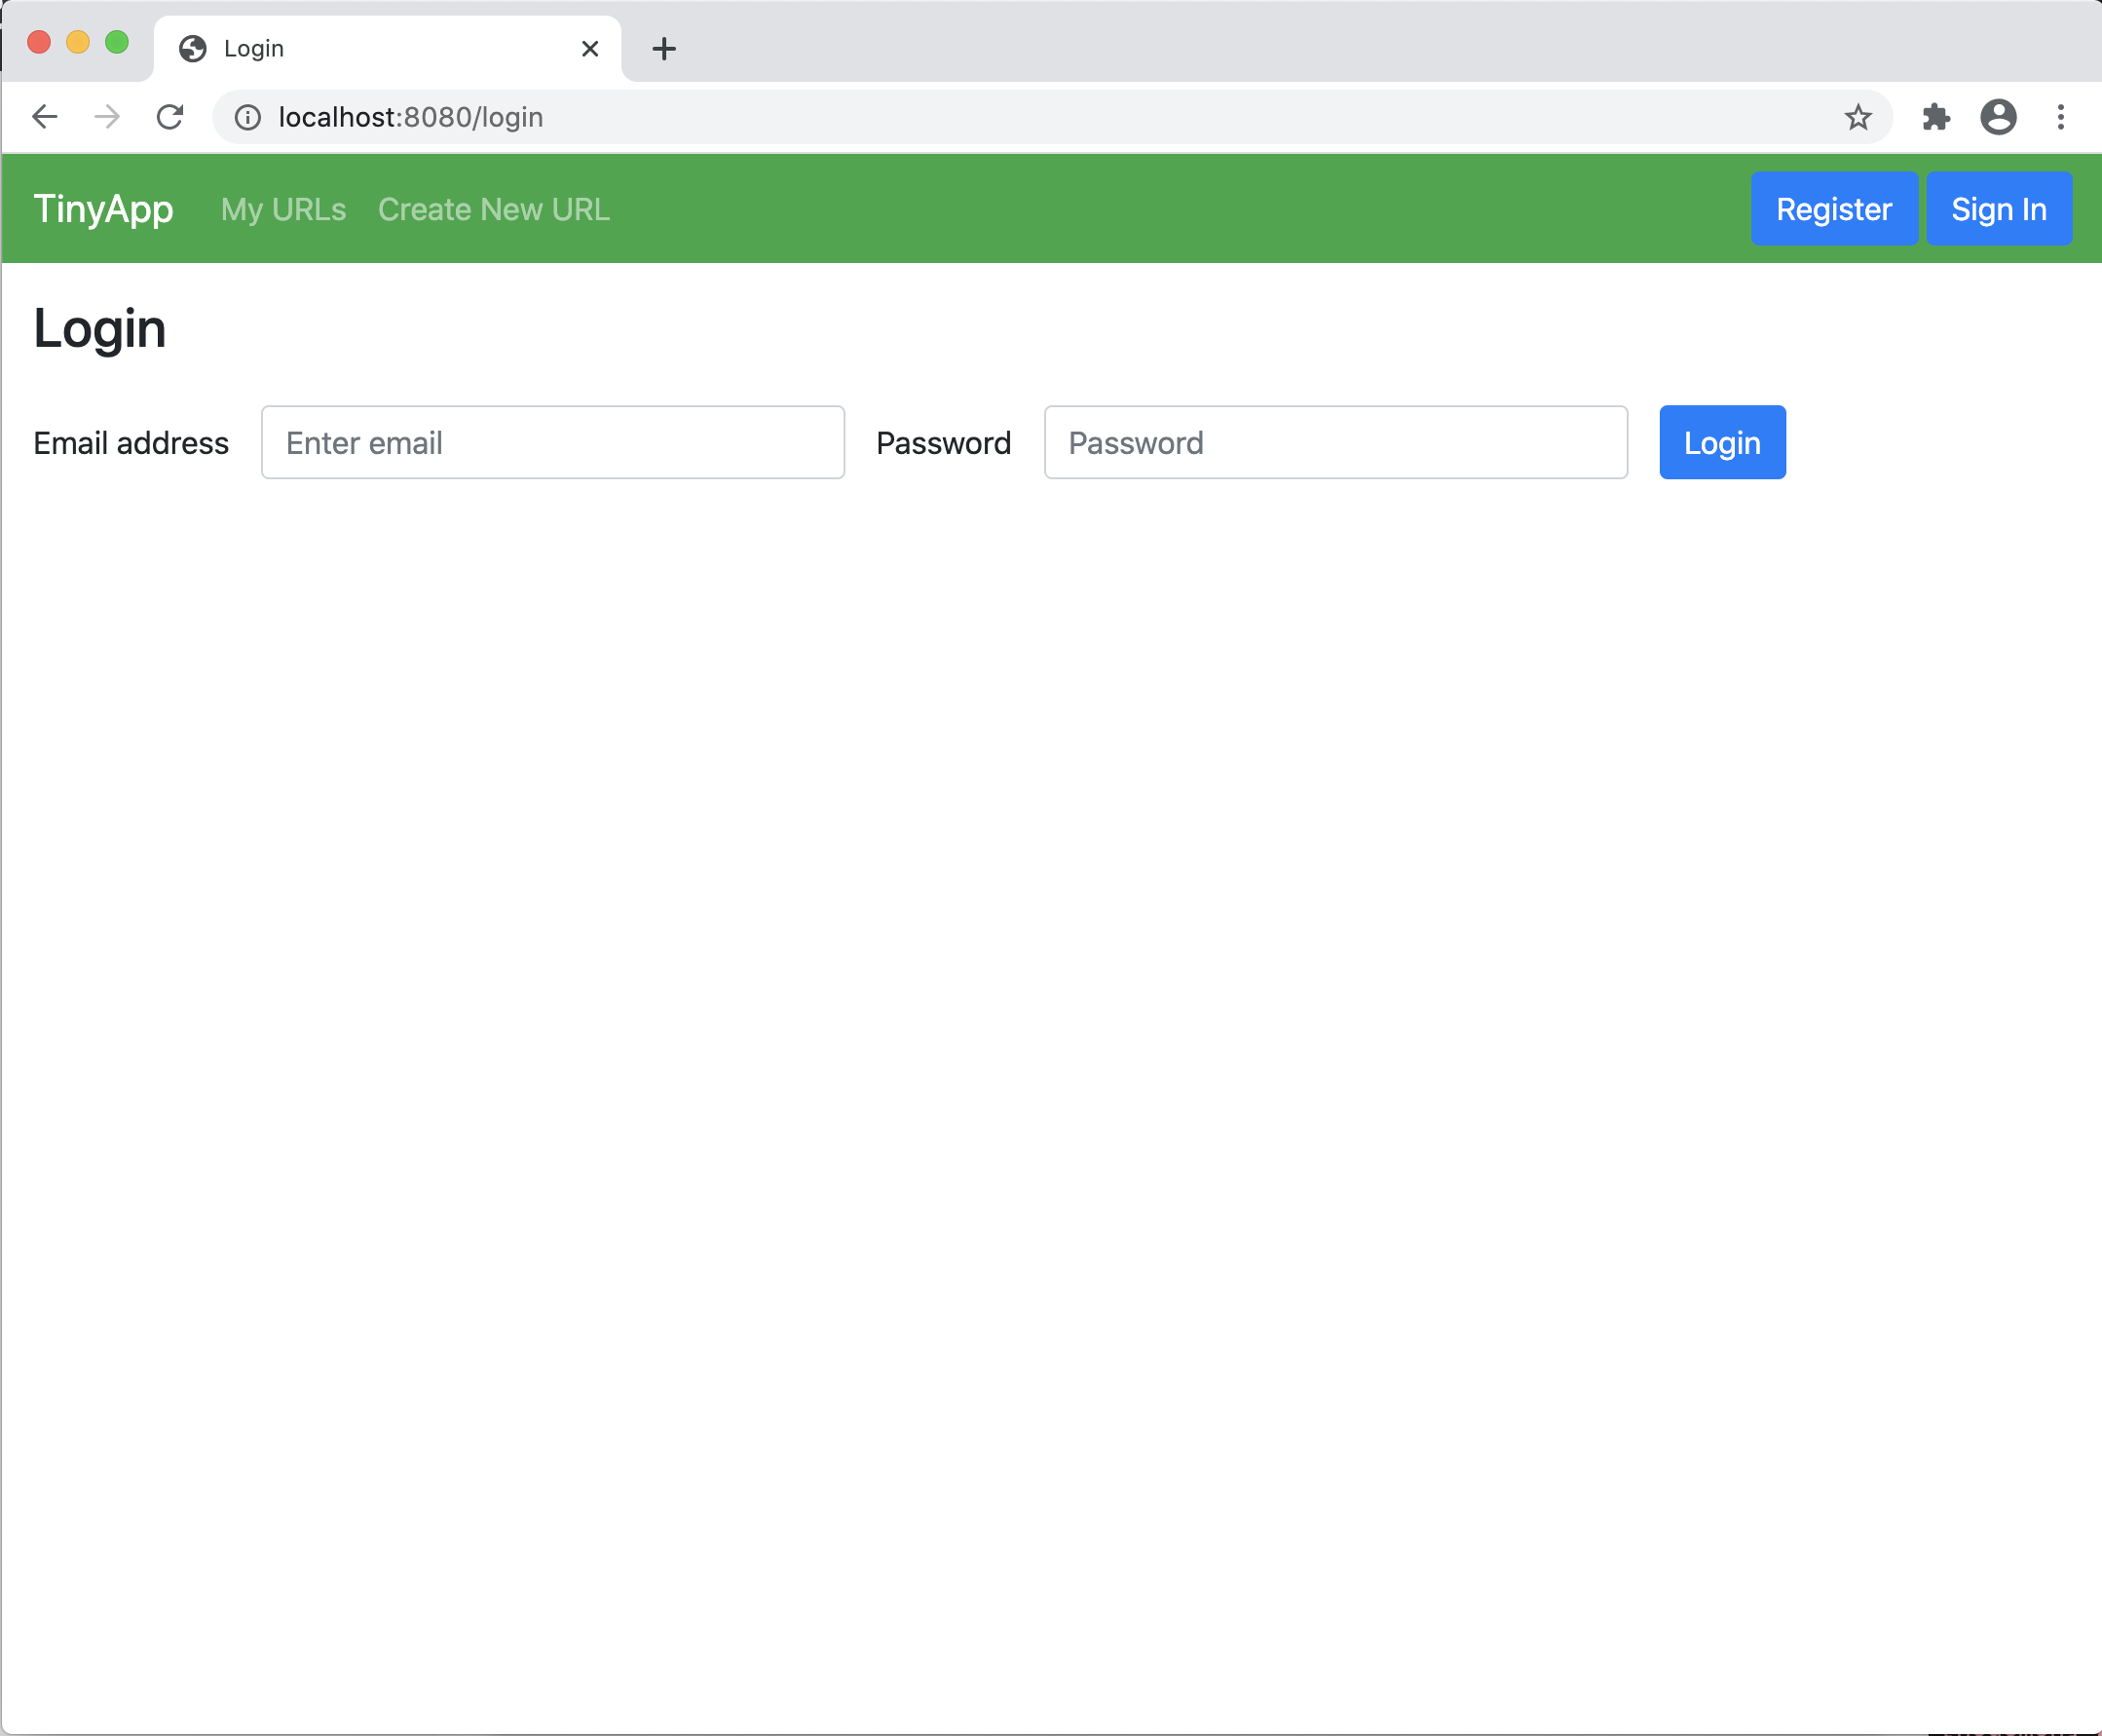 Login
localhost:8080/login
TinyApp My URLs Create New URL Register Sign In
Login
Email address Enter email Password Password Login